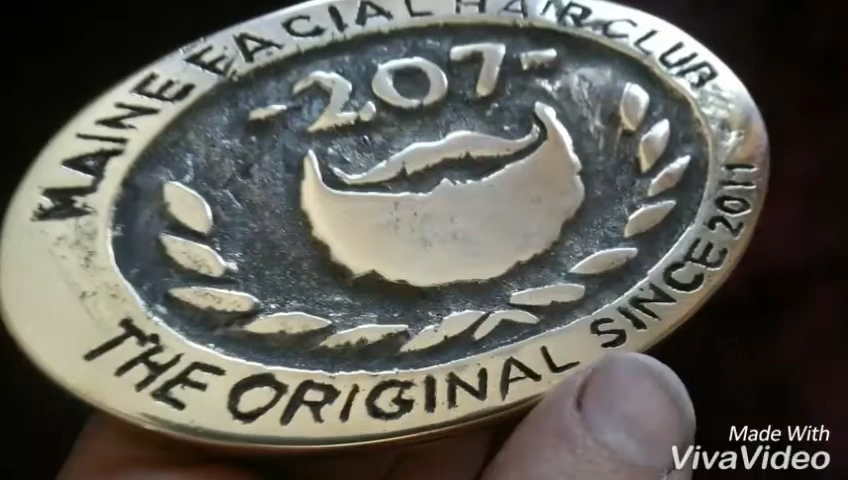 MAINE FACIAL HAIR CLUB
-207-
THE ORIGINAL SINCE 2011
Made With
VivaVideo